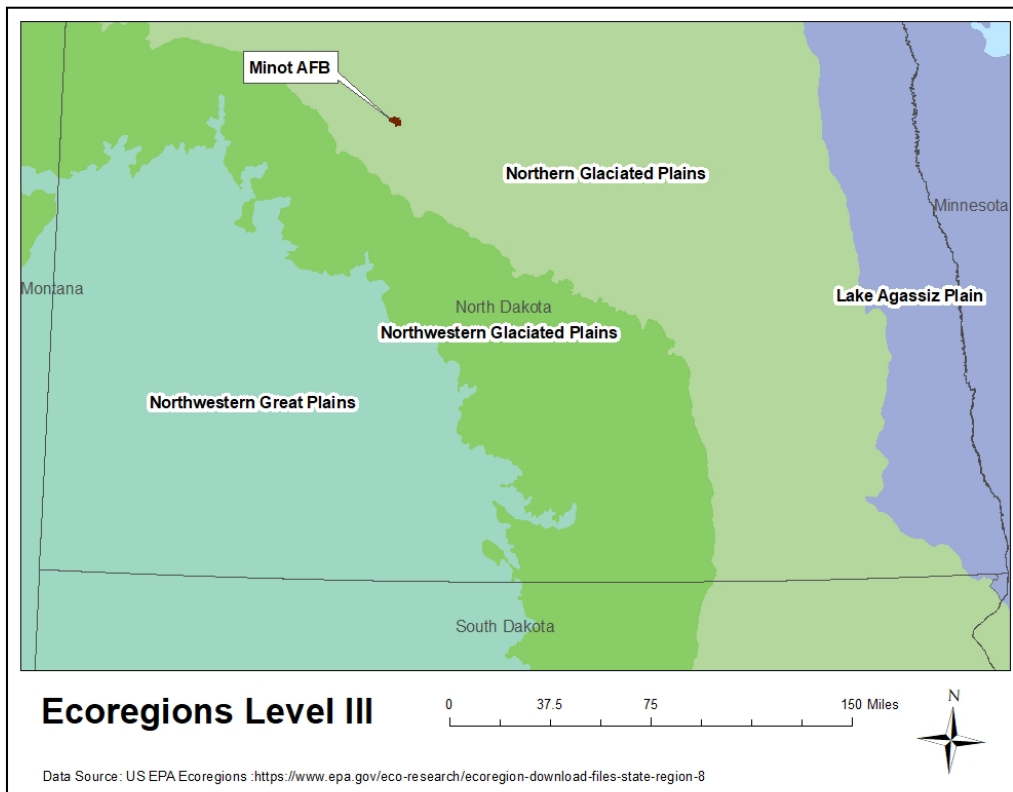 Minot AFB
Northern Glaciated Plains
Minnesota
Montana
Lake Agassiz Plain
North Dakota
Northwestern Glaciated Plains
Northwestern Great Plains
South Dakota
Ecoregions Level III
0 37.5 75 150 Miles
N
Data Source: US EPA Ecoregions :https://www.epa.gov/eco-research/ecoregion-download-files-state-region-8